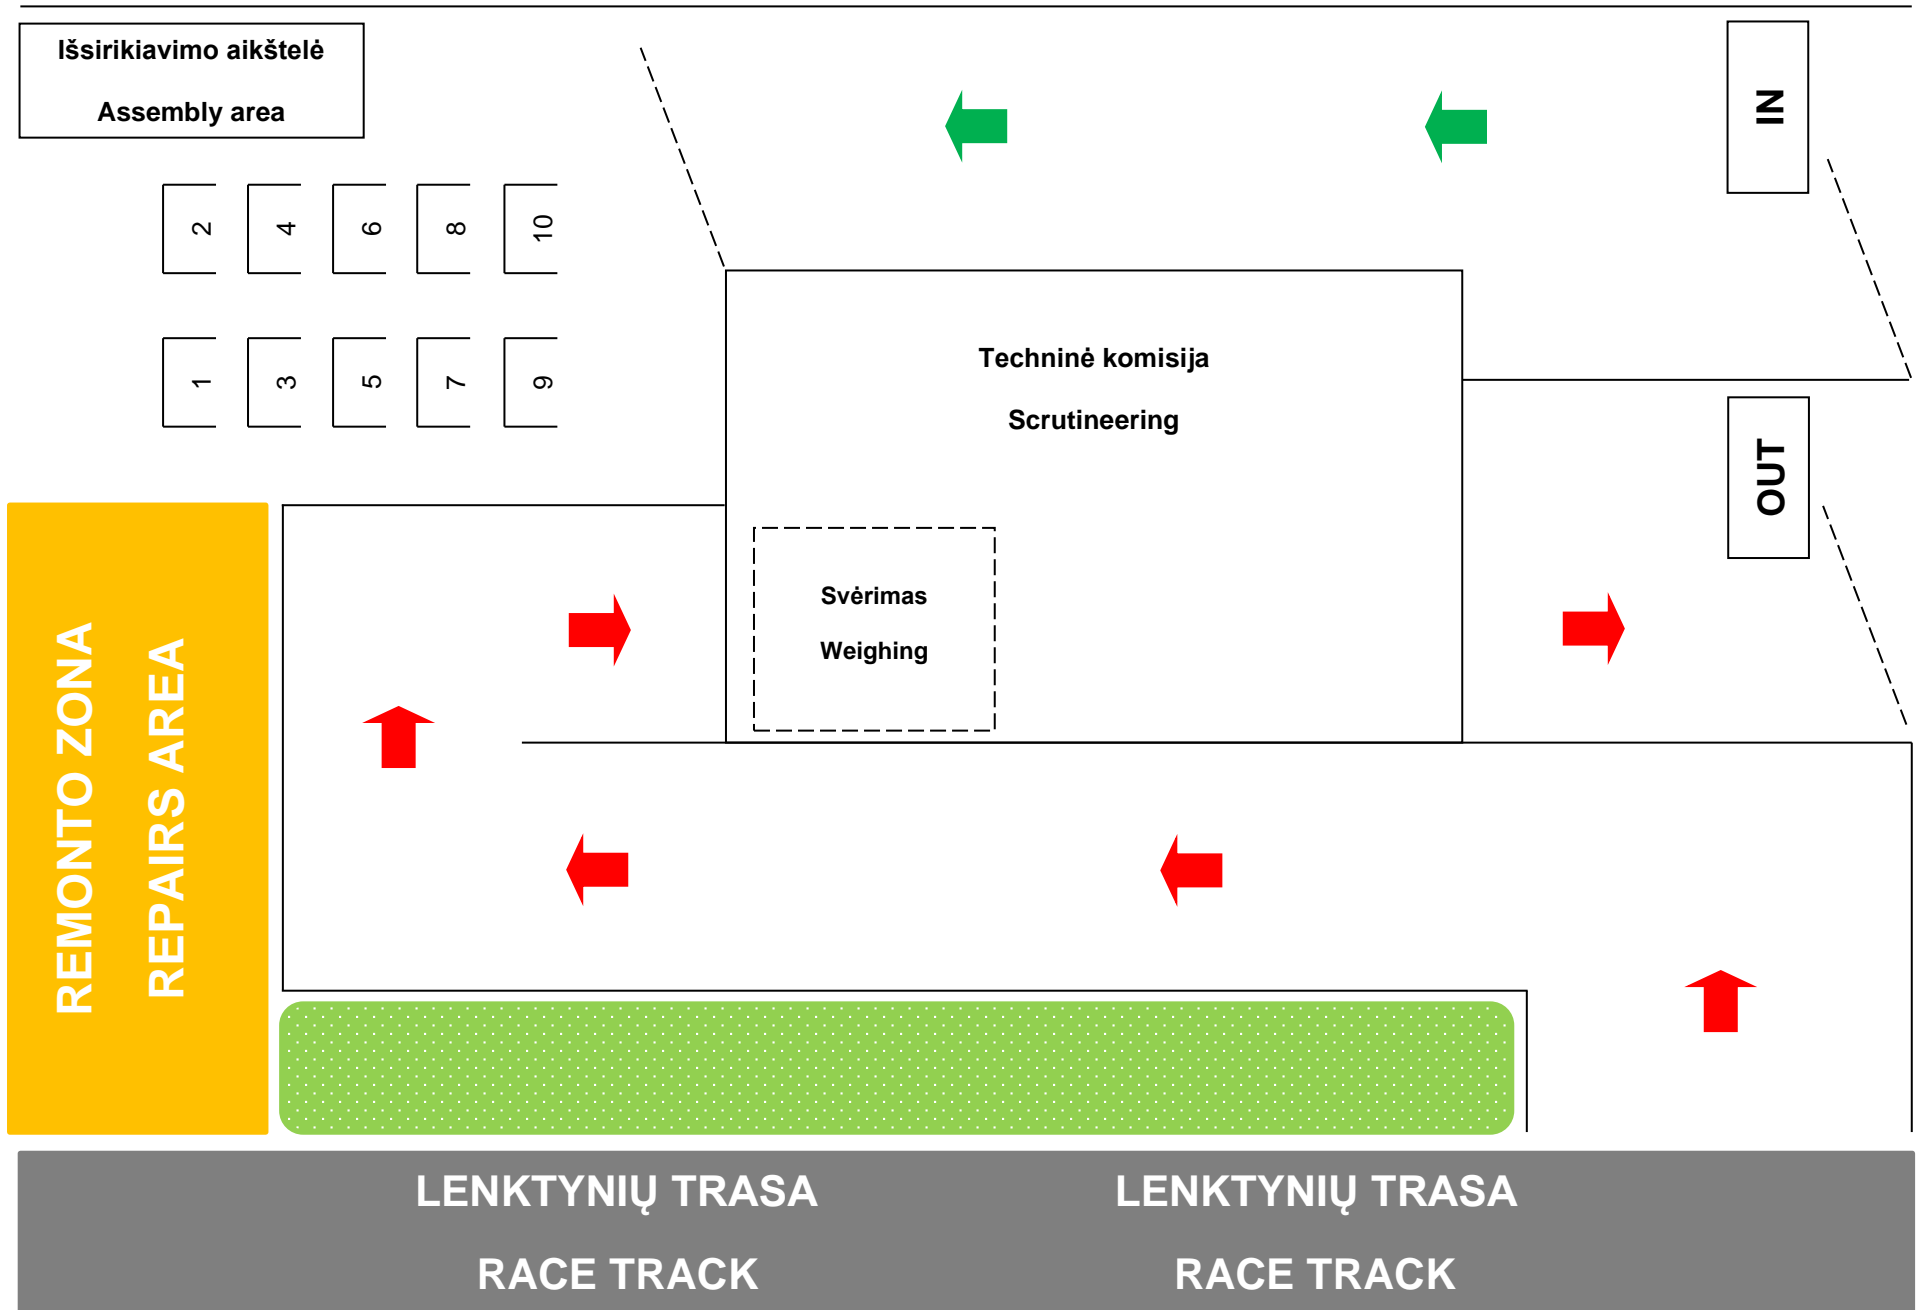 Išsirikiavimo aikštelė
Assembly area
IN
2
4
6
8
10
1
3
5
7
9
Techninė komisija
Scrutineering
OUT
Svėrimas
Weighing
REMONTO ZONA
REPAIRS AREA
LENKTYNIŲ TRASA
RACE TRACK
LENKTYNIŲ TRASA
RACE TRACK